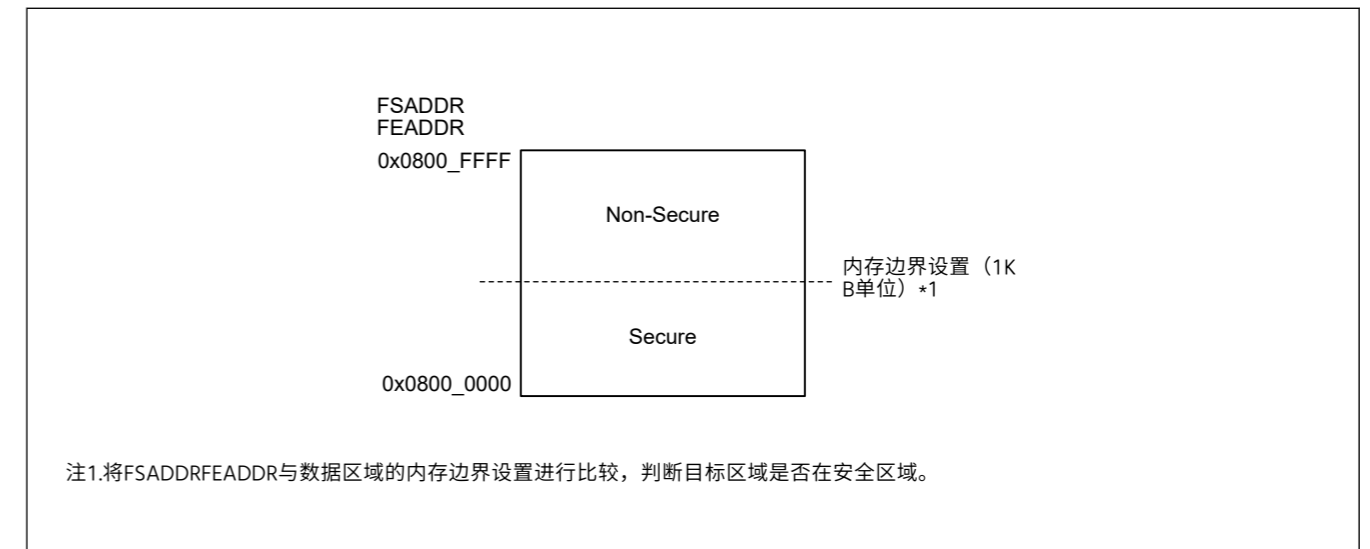 FSADDR
FEADDR
0x0800_FFFF
Non-Secure
内存边界设置（1K
B单位）*1
Secure
0x0800_0000
注1.将FSADDRFEADDR与数据区域的内存边界设置进行比较，判断目标区域是否在安全区域。